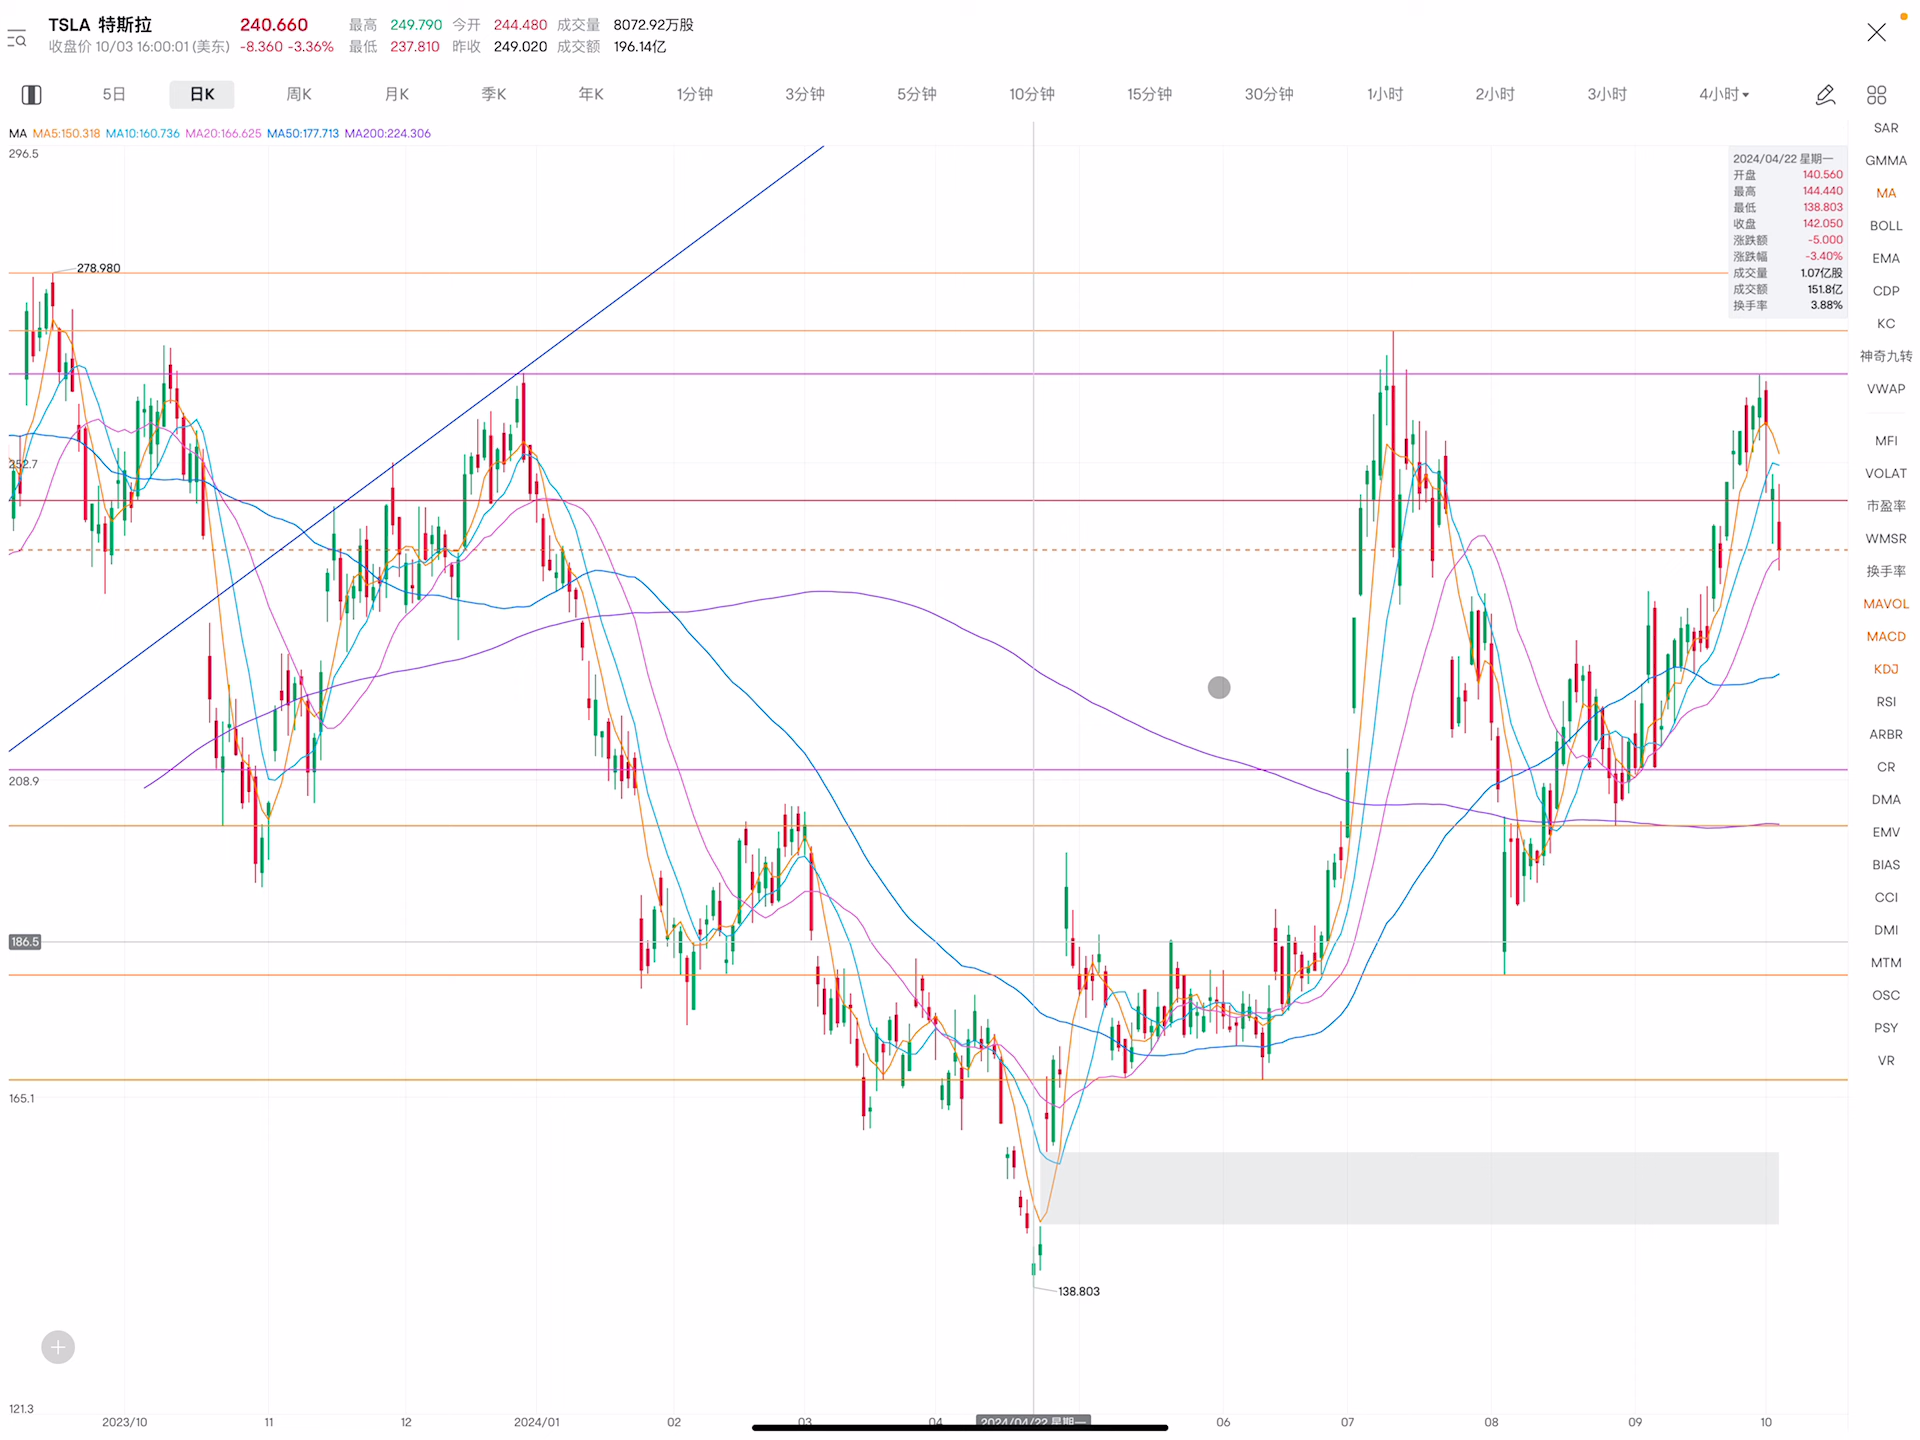 TSLA 特斯拉 240.660 最高 249.790 今开 244.480 成交量 8072.92万股
收盘价 10/03 16:00:01 (美东) -8.360 -3.36% 最低 237.810 昨收 249.020 成交额 196.14亿
5日 日K 周K 月K 季K 年K 1分钟 3分钟 5分钟 10分钟 15分钟 30分钟 1小时 2小时 3小时 4小时
MA MA5:150.318 MA10:160.736 MA20:166.625 MA50:177.713 MA200:224.306
296.5
278.980
252.7
208.9
186.5
165.1
138.803
121.3
2023/10 11 12 2024/01 02 03 04 2024/04/22 星期一 06 07 08 09 10
2024/04/22 星期一
开盘 140.560
最高 144.440
最低 138.803
收盘 142.050
涨跌额 -5.000
涨跌幅 -3.40%
成交量 1.07亿股
成交额 151.8亿
换手率 3.88%
SAR
GMMA
MA
BOLL
EMA
CDP
KC
神奇九转
VWAP
MFI
VOLAT
市盈率
WMSR
换手率
MAVOL
MACD
KDJ
RSI
ARBR
CR
DMA
EMV
BIAS
CCI
DMI
MTM
OSC
PSY
VR